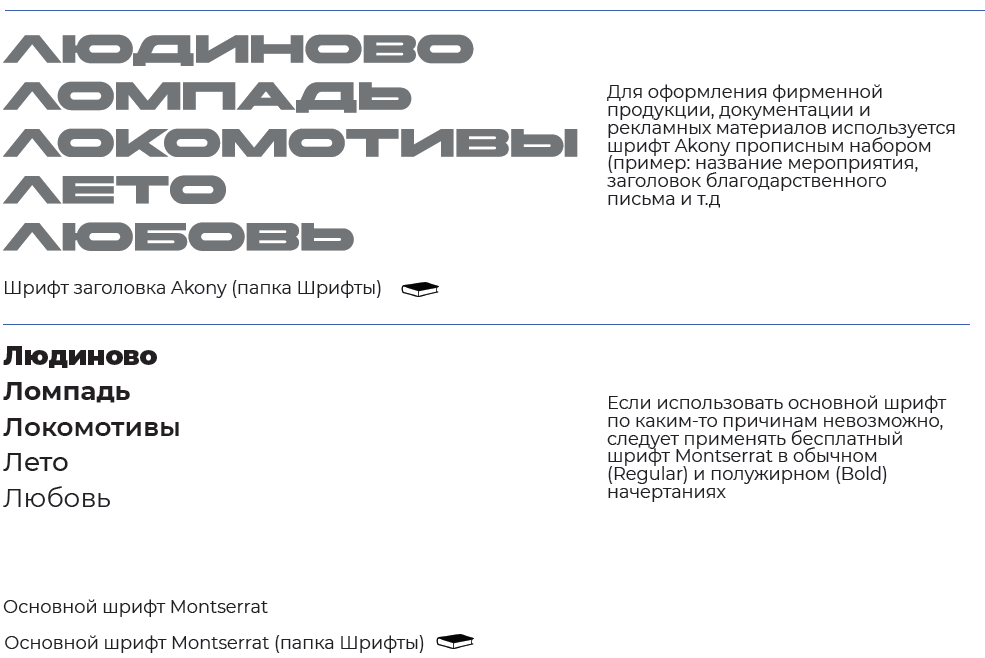 ЛЮДИНОВО
ЛОМПАДЬ
ЛОКОМОТИВЫ
ЛЕТО
ЛЮБОВЬ
Для оформления фирменной
продукции, документации и
рекламных материалов используется
шрифт Akony прописным набором
(пример: название мероприятия,
заголовок благодарственного
письма и т.д
Шрифт заголовка Akony (папка Шрифты)
Людиново
Ломпадь
Локомотивы
Лето
Любовь
Если использовать основной шрифт
по каким-то причинам невозможно,
следует применять бесплатный
шрифт Montserrat в обычном
(Regular) и полужирном (Bold)
начертаниях
Основной шрифт Montserrat
Основной шрифт Montserrat (папка Шрифты)